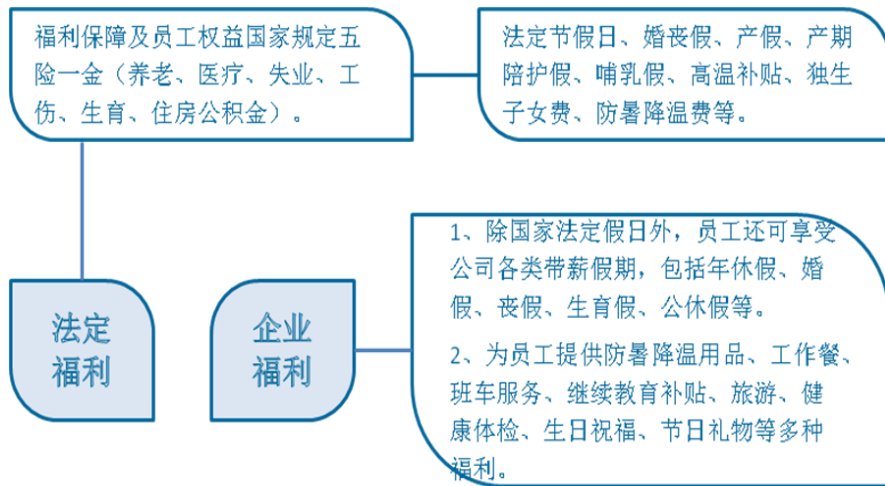 福利保障及员工权益国家规定五
险一金（养老、医疗、失业、工
伤、生育、住房公积金）。
法定节假日、婚丧假、产假、产期
陪护假、哺乳假、高温补贴、独生
子女费、防暑降温费等。
法定
福利
企业
福利
1、除国家法定假日外，员工还可享受
公司各类带薪假期，包括年休假、婚
假、丧假、生育假、公休假等。
2、为员工提供防暑降温用品、工作餐、
班车服务、继续教育补贴、旅游、健
康体检、生日祝福、节日礼物等多种
福利。